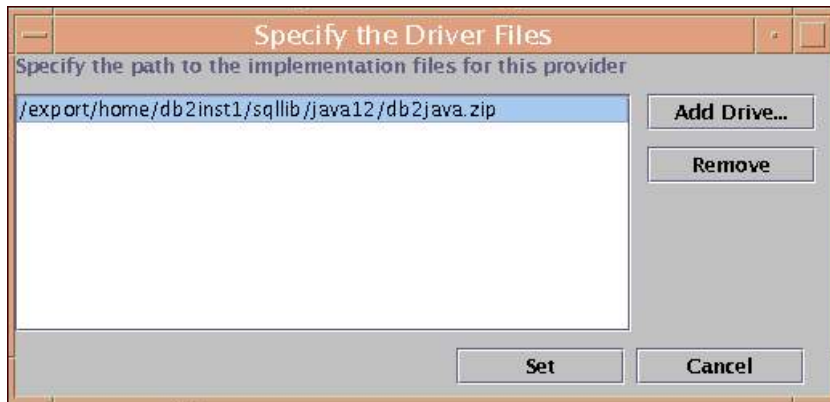 Specify the Driver Files
Specify the path to the implementation files for this provider
/export/home/db2inst1/sqllib/java12/db2java.zip
Add Drive...
Remove
Set
Cancel